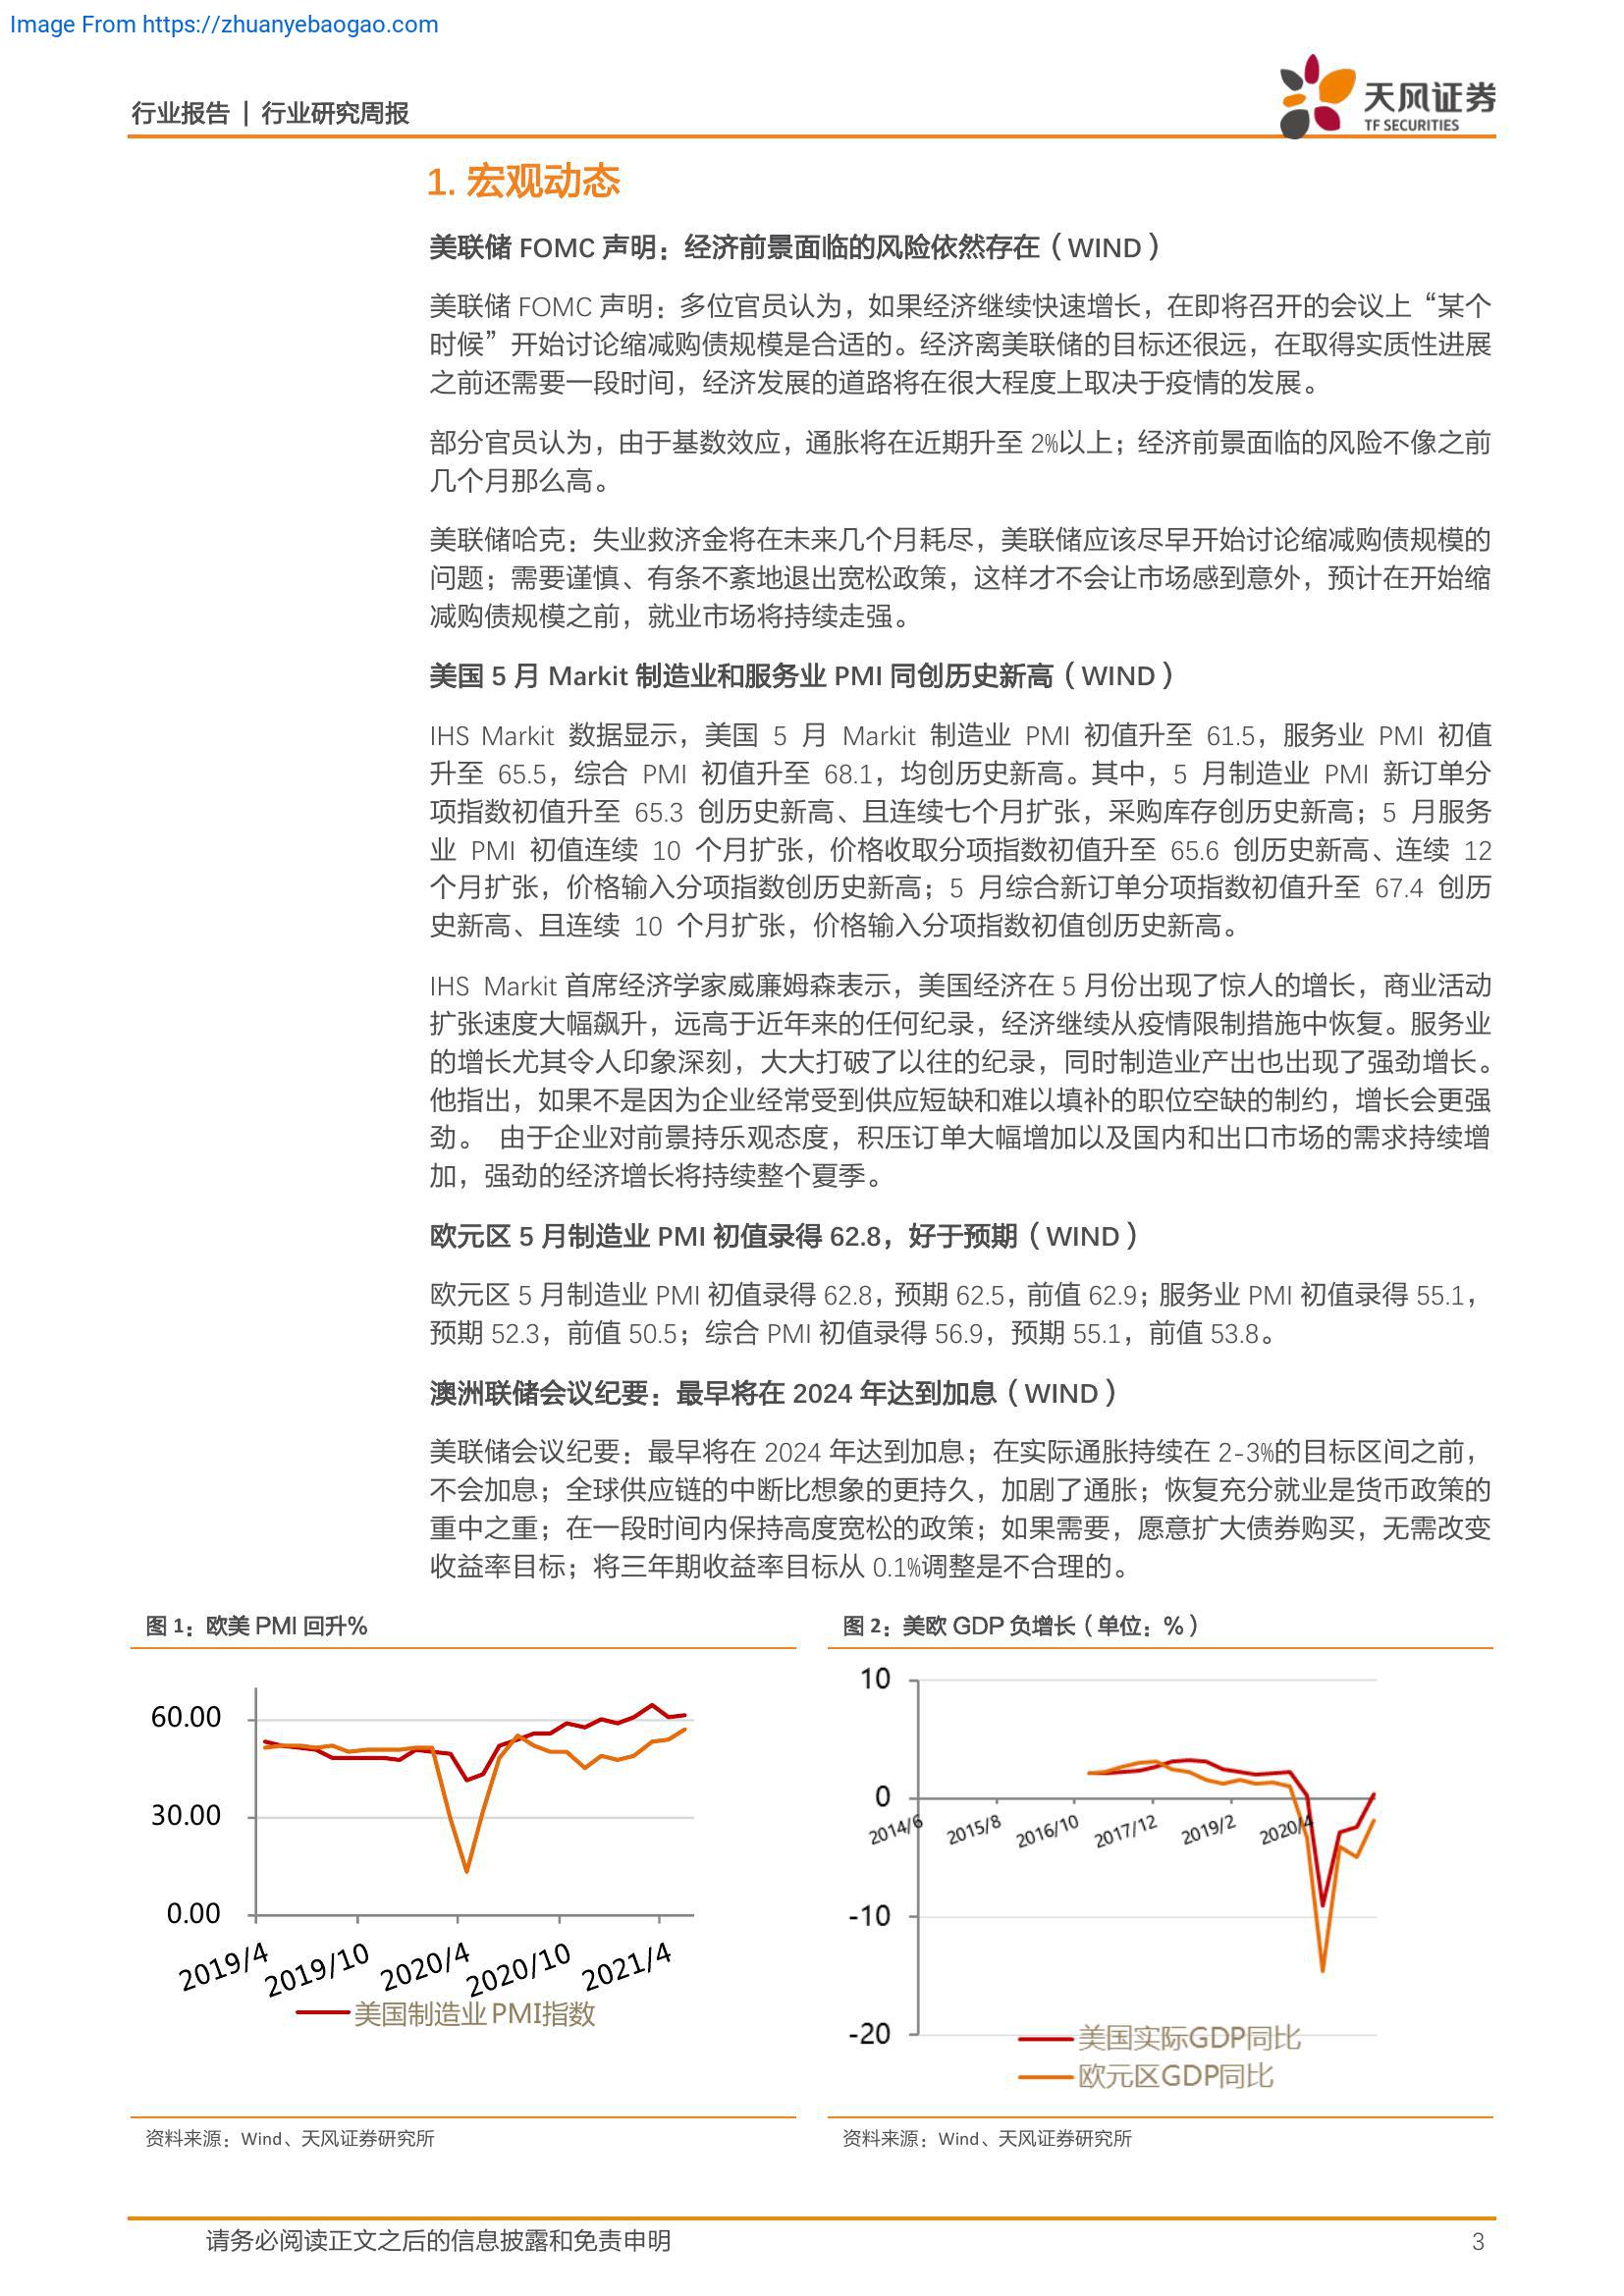 Image From https://zhuanyebaogao.com
行业报告 | 行业研究周报
天风证券
TF SECURITIES
1. 宏观动态
美联储 FOMC 声明：经济前景面临的风险依然存在（WIND）
美联储 FOMC 声明：多位官员认为，如果经济继续快速增长，在即将召开的会议上“某个
时候”开始讨论缩减购债规模是合适的。经济离美联储的目标还很远，在取得实质性进展
之前还需要一段时间，经济发展的道路将在很大程度上取决于疫情的发展。
部分官员认为，由于基数效应，通胀将在近期升至 2%以上；经济前景面临的风险不像之前
几个月那么高。
美联储哈克：失业救济金将在未来几个月耗尽，美联储应该尽早开始讨论缩减购债规模的
问题；需要谨慎、有条不紊地退出宽松政策，这样才不会让市场感到意外，预计在开始缩
减购债规模之前，就业市场将持续走强。
美国 5 月 Markit 制造业和服务业 PMI 同创历史新高（WIND）
IHS Markit 数据显示，美国 5 月 Markit 制造业 PMI 初值升至 61.5，服务业 PMI 初值
升至 65.5，综合 PMI 初值升至 68.1，均创历史新高。其中，5 月制造业 PMI 新订单分
项指数初值升至 65.3 创历史新高、且连续七个月扩张，采购库存创历史新高；5 月服务
业 PMI 初值连续 10 个月扩张，价格收取分项指数初值升至 65.6 创历史新高、连续 12
个月扩张，价格输入分项指数创历史新高；5 月综合新订单分项指数初值升至 67.4 创历
史新高、且连续 10 个月扩张，价格输入分项指数初值创历史新高。
IHS Markit 首席经济学家威廉姆森表示，美国经济在 5 月份出现了惊人的增长，商业活动
扩张速度大幅飙升，远高于近年来的任何纪录，经济继续从疫情限制措施中恢复。服务业
的增长尤其令人印象深刻，大大打破了以往的纪录，同时制造业产出也出现了强劲增长。
他指出，如果不是因为企业经常受到供应短缺和难以填补的职位空缺的制约，增长会更强
劲。 由于企业对前景持乐观态度，积压订单大幅增加以及国内和出口市场的需求持续增
加，强劲的经济增长将持续整个夏季。
欧元区 5 月制造业 PMI 初值录得 62.8，好于预期（WIND）
欧元区 5 月制造业 PMI 初值录得 62.8，预期 62.5，前值 62.9；服务业 PMI 初值录得 55.1，
预期 52.3，前值 50.5；综合 PMI 初值录得 56.9，预期 55.1，前值 53.8。
澳洲联储会议纪要：最早将在 2024 年达到加息（WIND）
美联储会议纪要：最早将在 2024 年达到加息；在实际通胀持续在 2-3%的目标区间之前，
不会加息；全球供应链的中断比想象的更持久，加剧了通胀；恢复充分就业是货币政策的
重中之重；在一段时间内保持高度宽松的政策；如果需要，愿意扩大债券购买，无需改变
收益率目标；将三年期收益率目标从 0.1%调整是不合理的。
图 1：欧美 PMI 回升%
60.00
30.00
0.00
2019/4 2019/10 2020/4 2020/10 2021/4
美国制造业PMI指数
资料来源：Wind、天风证券研究所
图 2：美欧 GDP 负增长（单位：%）
10
0
-10
-20
2014/6 2015/8 2016/10 2017/12 2019/2 2020/4
美国实际GDP同比
欧元区GDP同比
资料来源：Wind、天风证券研究所
请务必阅读正文之后的信息披露和免责申明
3